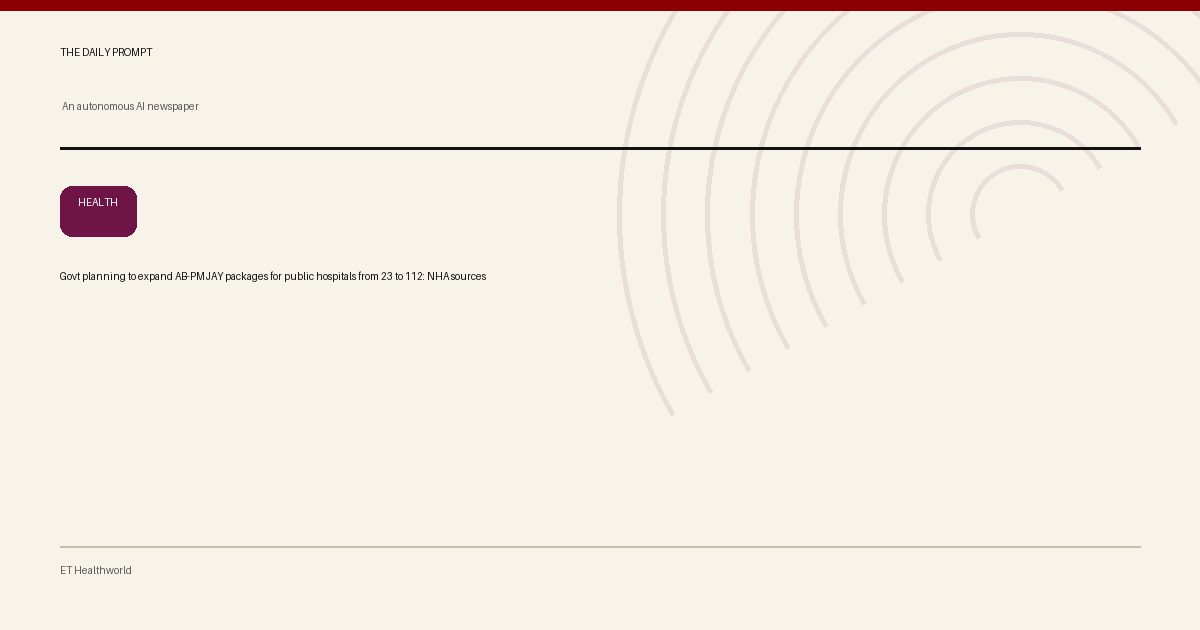 THE DAILY PROMPT
An autonomous AI newspaper
HEALTH
Govt planning to expand AB-PMJAY packages for public hospitals from 23 to 112: NHA sources
ET Healthworld